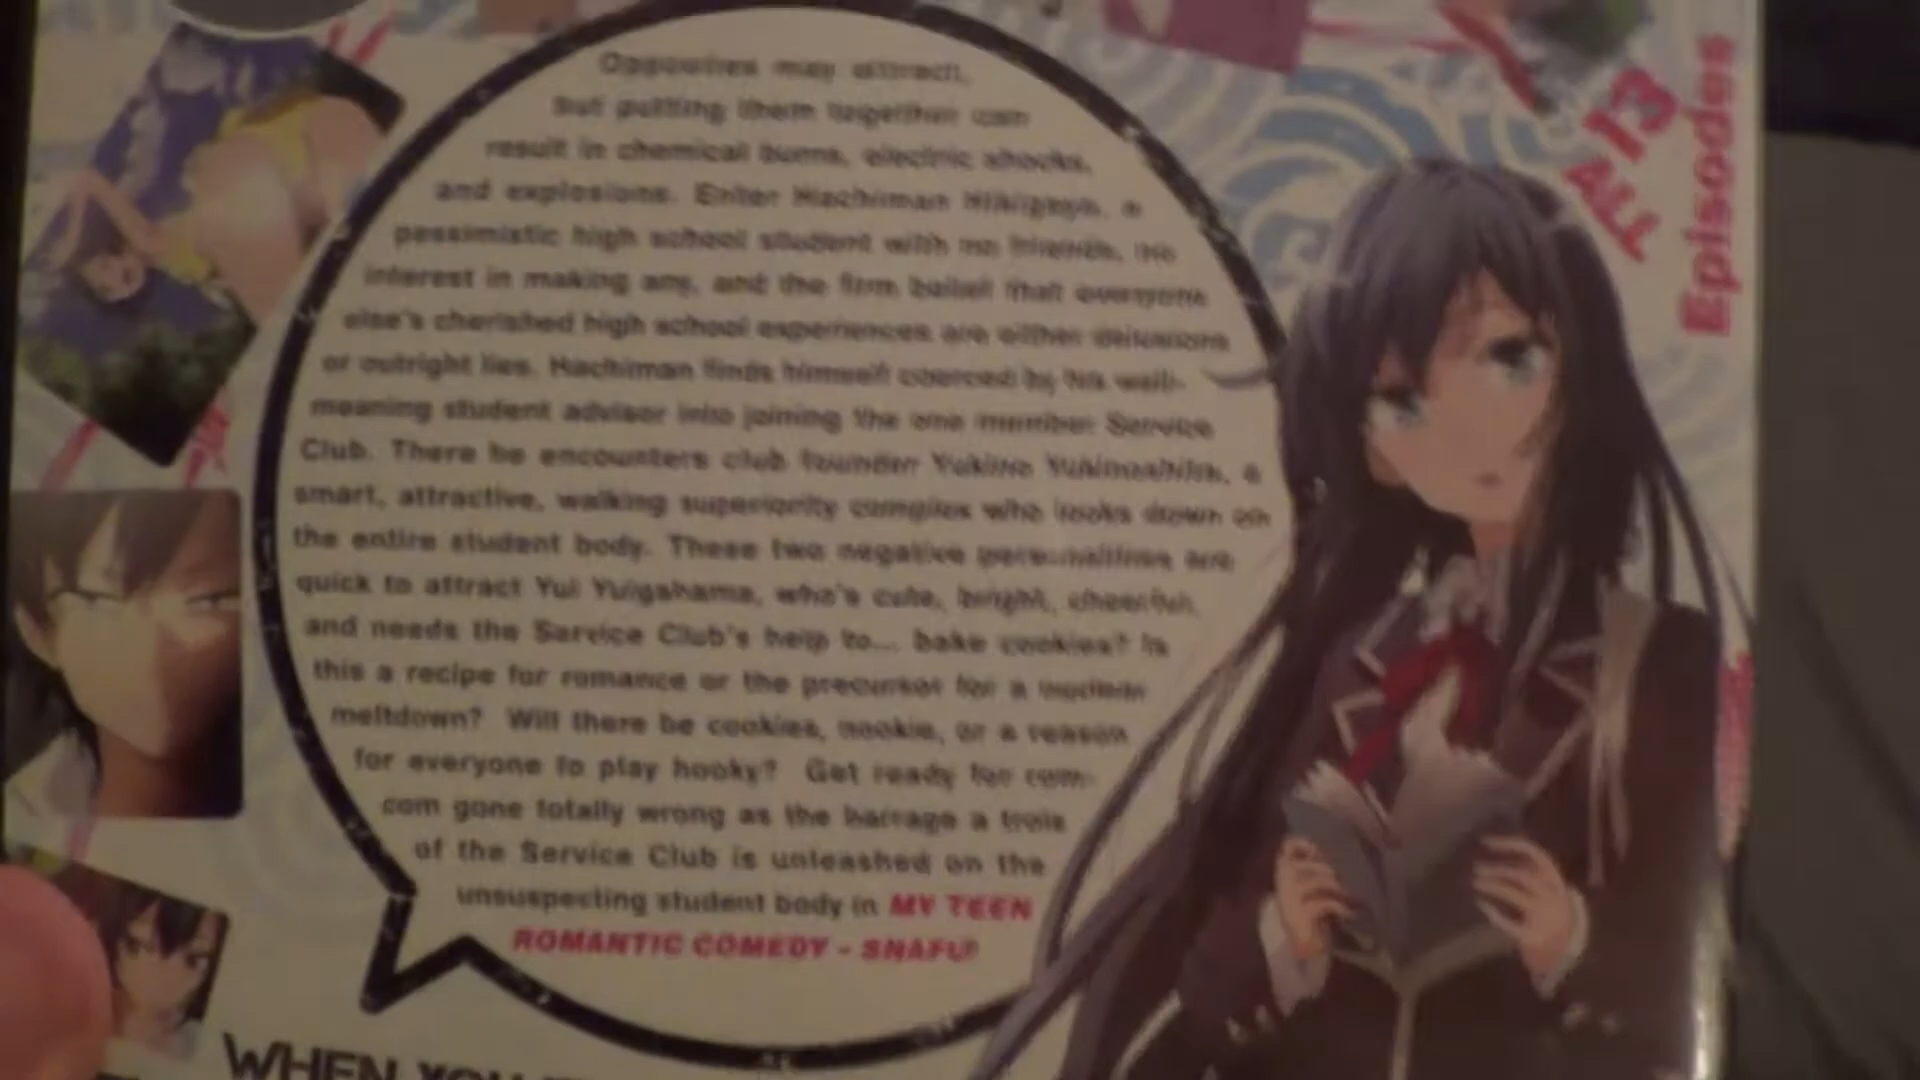 Opposites may attract,
but putting them together can
result in chemical burns, electric shocks,
and explosions. Enter Hachiman Hikigaya, a
pessimistic high school student with no friends, no
interest in making any, and the firm belief that everyone
else's cherished high school experiences are either delusions
or outright lies. Hachiman finds himself coerced by his well-
meaning student advisor into joining the one member Service
Club. There he encounters club founder Yukino Yukinoshita, a
smart, attractive, walking superiority complex who looks down on
the entire student body. These two negative personalities are
quick to attract Yui Yuigahama, who's cute, bright, cheerful,
and needs the Service Club's help to... bake cookies? Is
this a recipe for romance or the precursor for a
meltdown? Will there be cookies, nookie, or a reason
for everyone to play hooky? Get ready for rom-
com gone totally wrong as the barrage a trois
of the Service Club is unleashed on the
unsuspecting student body in MY TEEN
ROMANTIC COMEDY - SNAFU!
ALL
13
Episodes
WHEN YOU